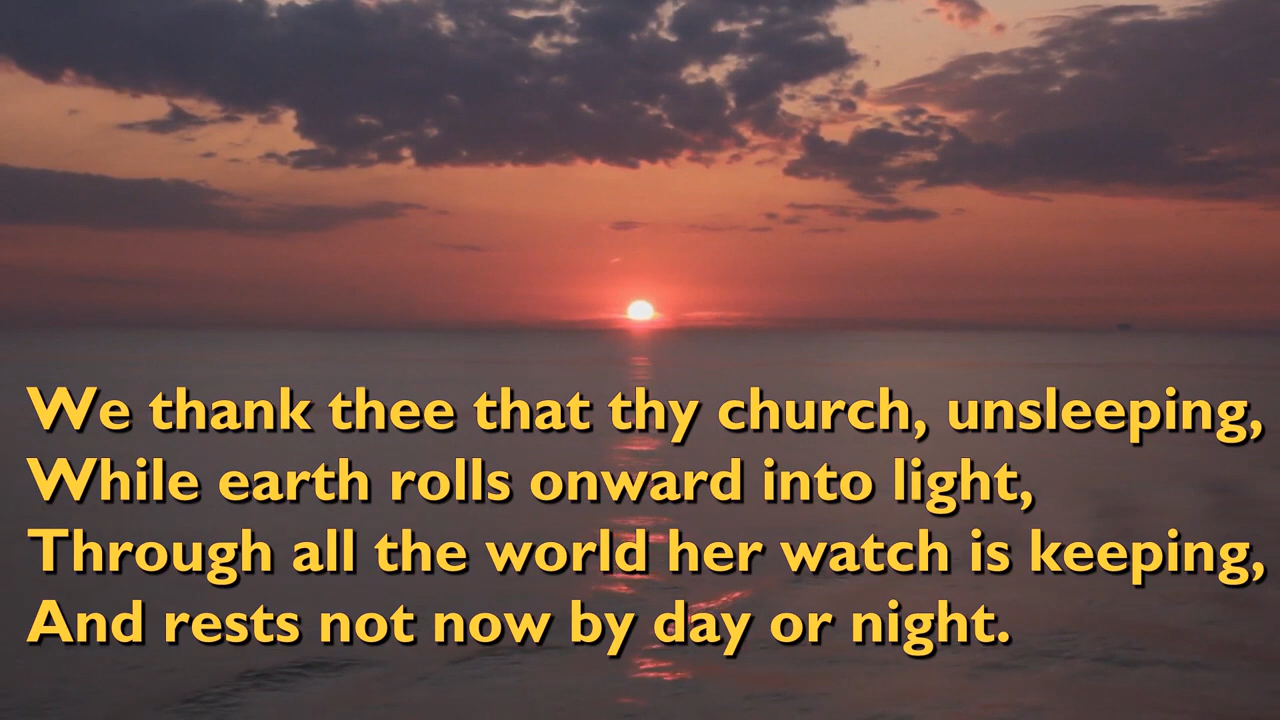 We thank thee that thy church, unsleeping,
While earth rolls onward into light,
Through all the world her watch is keeping,
And rests not now by day or night.